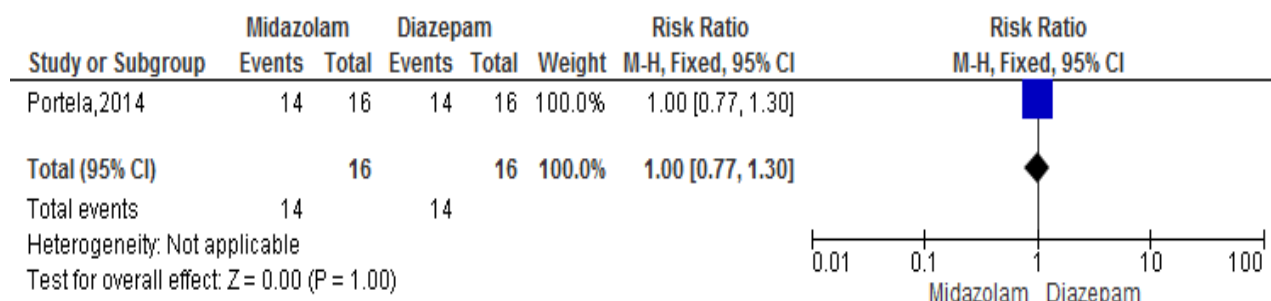 Midazolam Diazepam Risk Ratio Risk Ratio
Study or Subgroup Events Total Events Total Weight M-H, Fixed, 95% CI M-H, Fixed, 95% CI
Portela,2014 14 16 14 16 100.0% 1.00 [0.77, 1.30]
Total (95% CI) 16 16 100.0% 1.00 [0.77, 1.30]
Total events 14 14
Heterogeneity: Not applicable
Test for overall effect: Z = 0.00 (P = 1.00)
0.01 0.1 1 10 100
Midazolam Diazepam